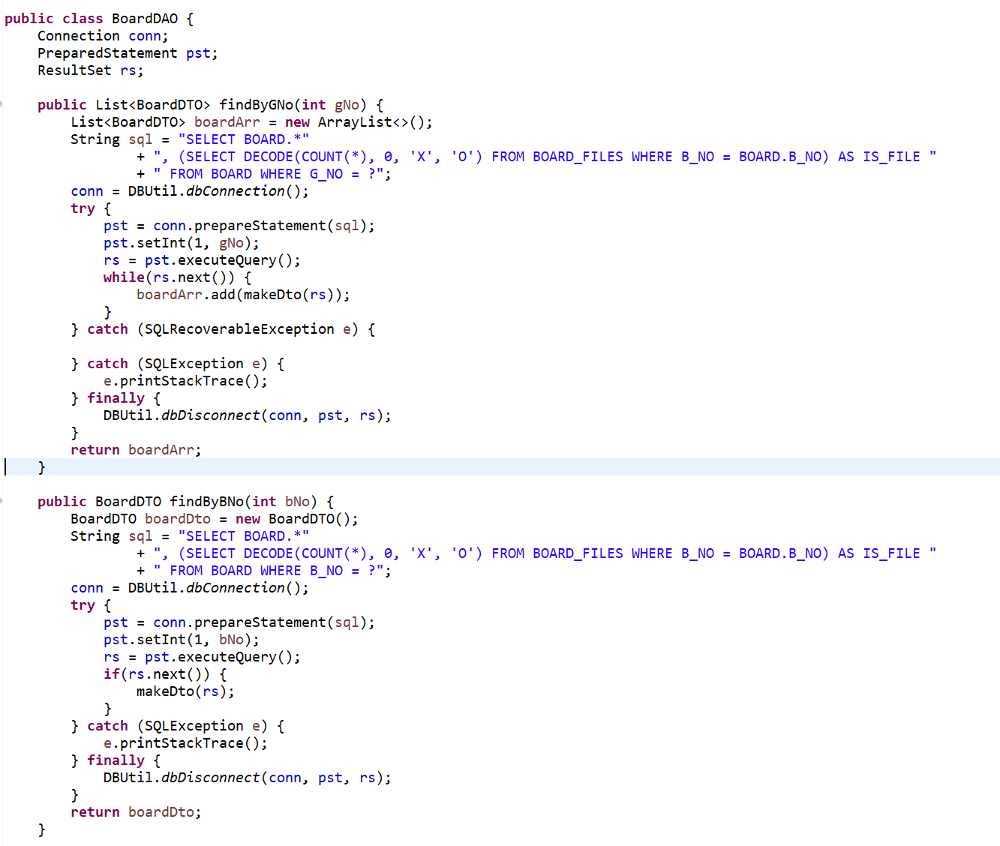 public class BoardDAO {
    Connection conn;
    PreparedStatement pst;
    ResultSet rs;

    public List<BoardDTO> findByGNo(int gNo) {
        List<BoardDTO> boardArr = new ArrayList<>();
        String sql = "SELECT BOARD.*"
                + ", (SELECT DECODE(COUNT(*), 0, 'X', 'O') FROM BOARD_FILES WHERE B_NO = BOARD.B_NO) AS IS_FILE "
                + " FROM BOARD WHERE G_NO = ?";
        conn = DBUtil.dbConnection();
        try {
            pst = conn.prepareStatement(sql);
            pst.setInt(1, gNo);
            rs = pst.executeQuery();
            while(rs.next()) {
                boardArr.add(makeDto(rs));
            }
        } catch (SQLRecoverableException e) {

        } catch (SQLException e) {
            e.printStackTrace();
        } finally {
            DBUtil.dbDisconnect(conn, pst, rs);
        }
        return boardArr;
    }

    public BoardDTO findByBNo(int bNo) {
        BoardDTO boardDto = new BoardDTO();
        String sql = "SELECT BOARD.*"
                + ", (SELECT DECODE(COUNT(*), 0, 'X', 'O') FROM BOARD_FILES WHERE B_NO = BOARD.B_NO) AS IS_FILE "
                + " FROM BOARD WHERE B_NO = ?";
        conn = DBUtil.dbConnection();
        try {
            pst = conn.prepareStatement(sql);
            pst.setInt(1, bNo);
            rs = pst.executeQuery();
            if(rs.next()) {
                makeDto(rs);
            }
        } catch (SQLException e) {
            e.printStackTrace();
        } finally {
            DBUtil.dbDisconnect(conn, pst, rs);
        }
        return boardDto;
    }